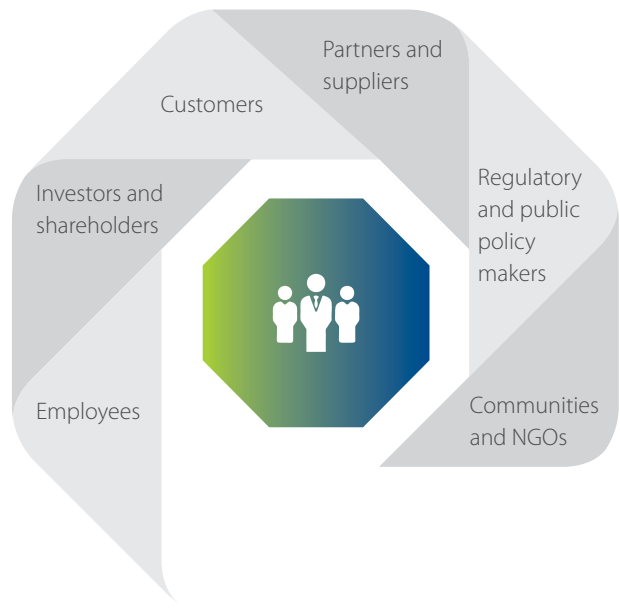 Partners and
suppliers
Customers
Investors and
shareholders
Regulatory
and public
policy
makers
Employees
Communities
and NGOs